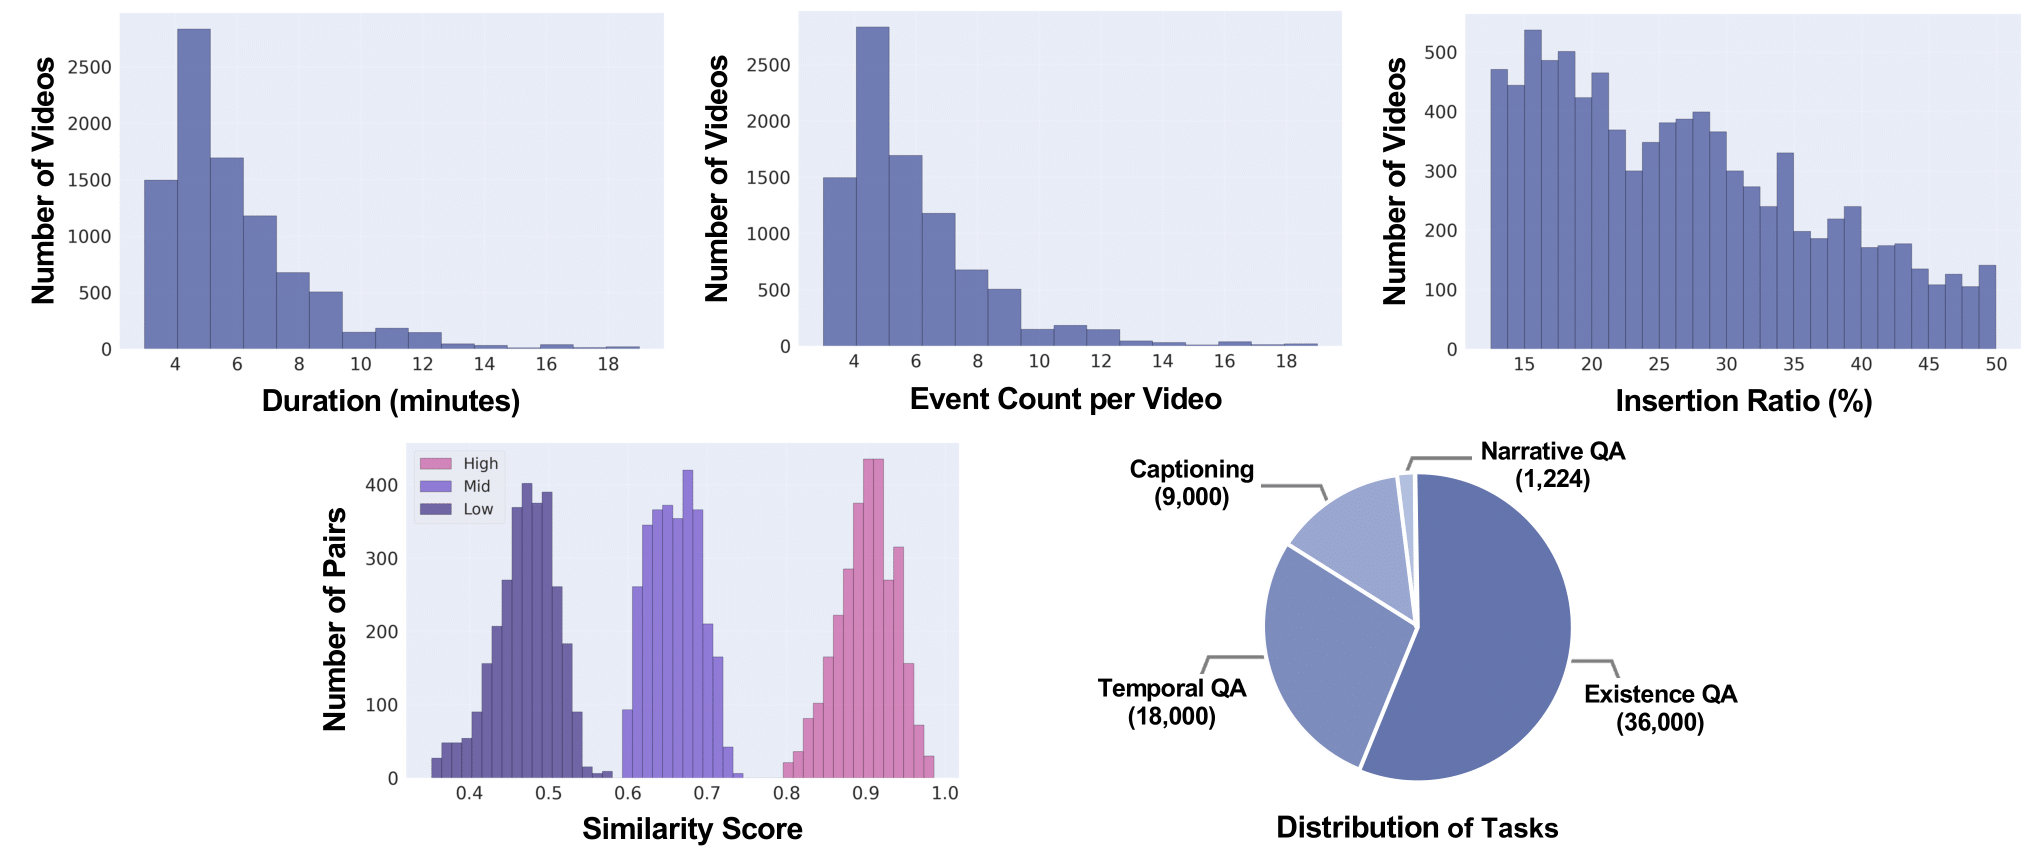 Number of Videos
2500
2000
1500
1000
500
0
4 6 8 10 12 14 16 18
Duration (minutes)
Number of Videos
2500
2000
1500
1000
500
0
4 6 8 10 12 14 16 18
Event Count per Video
Number of Videos
500
400
300
200
100
0
15 20 25 30 35 40 45 50
Insertion Ratio (%)
Number of Pairs
400
300
200
100
0
High
Mid
Low
0.4 0.5 0.6 0.7 0.8 0.9 1.0
Similarity Score
Narrative QA
(1,224)
Captioning
(9,000)
Temporal QA
(18,000)
Existence QA
(36,000)
Distribution of Tasks